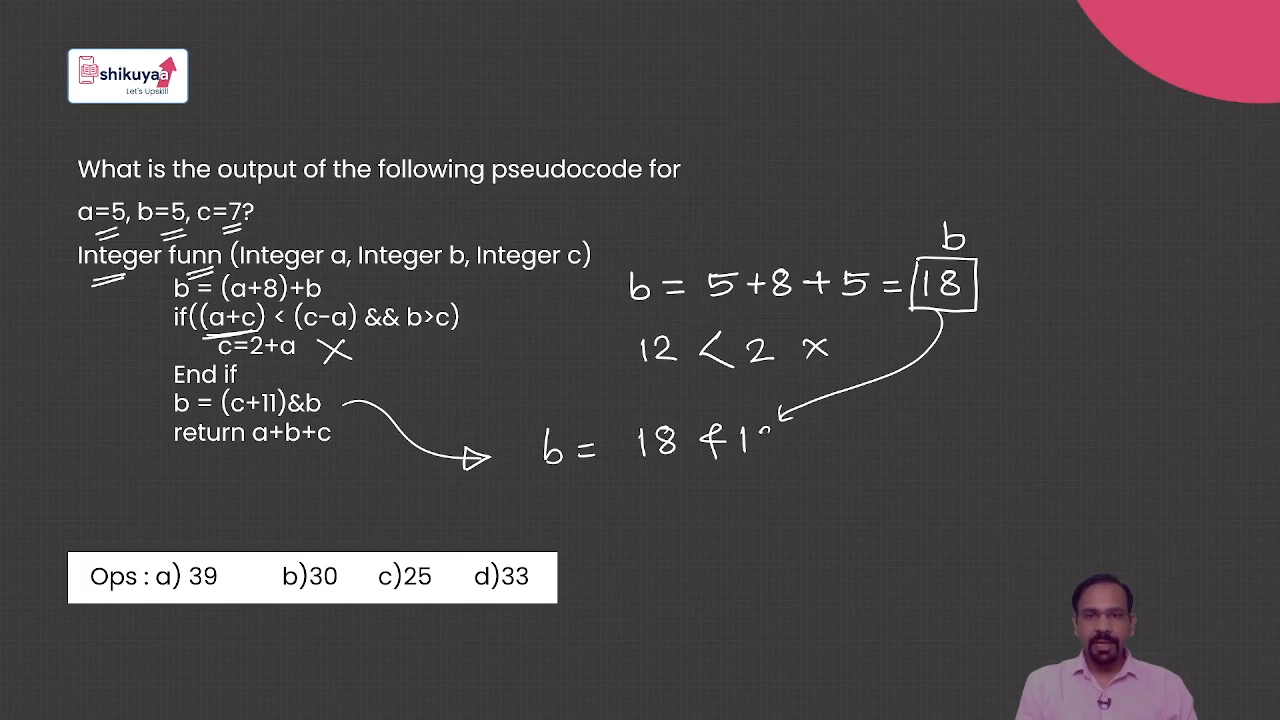 shikuyaa
Let's Upskill
What is the output of the following pseudocode for
a=5, b=5, c=7?
Integer funn (Integer a, Integer b, Integer c)
b = (a+8)+b
if((a+c) < (c-a) && b>c)
c=2+a
End if
b = (c+11)&b
return a+b+c
b
b = 5+8+5 = 18
12 < 2 x
b = 18 & 1
Ops : a) 39 b)30 c)25 d)33